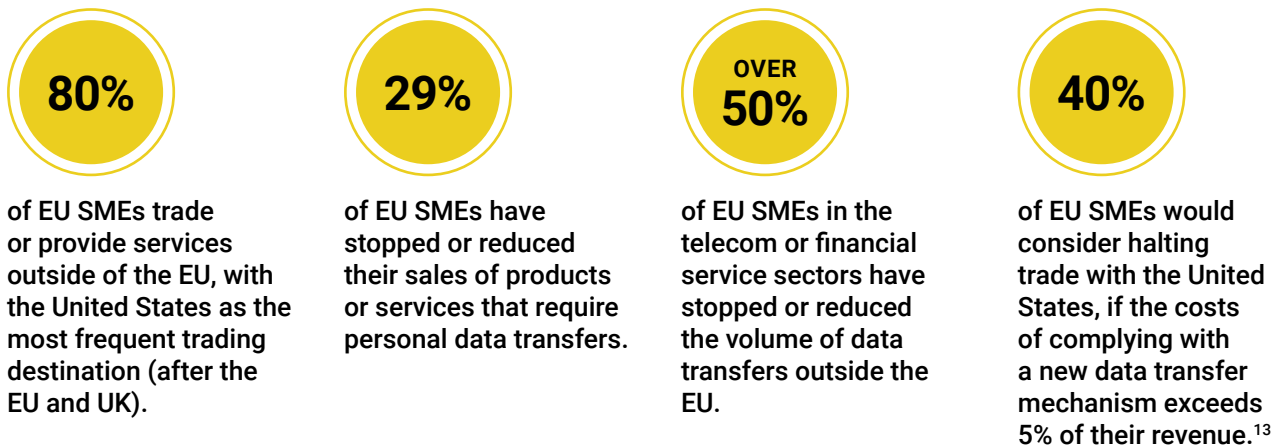 80%
of EU SMEs trade
or provide services
outside of the EU, with
the United States as the
most frequent trading
destination (after the
EU and UK).
29%
of EU SMEs have
stopped or reduced
their sales of products
or services that require
personal data transfers.
OVER
50%
of EU SMEs in the
telecom or financial
service sectors have
stopped or reduced
the volume of data
transfers outside the
EU.
40%
of EU SMEs would
consider halting
trade with the United
States, if the costs
of complying with
a new data transfer
mechanism exceeds
5% of their revenue.13